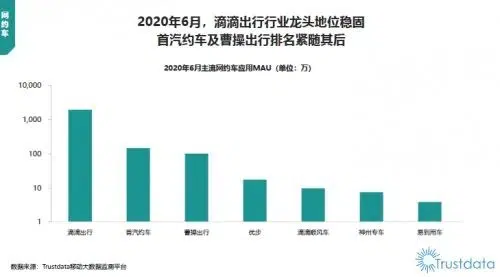 网约车
2020年6月，滴滴出行行业龙头地位稳固
首汽约车及曹操出行排名紧随其后
2020年6月主流网约车应用MAU（单位：万）
10,000
1,000
100
10
1
滴滴出行
首汽约车
曹操出行
优步
滴滴顺风车
神州专车
易到用车
数据来源：Trustdata移动大数据监测平台
Trustdata